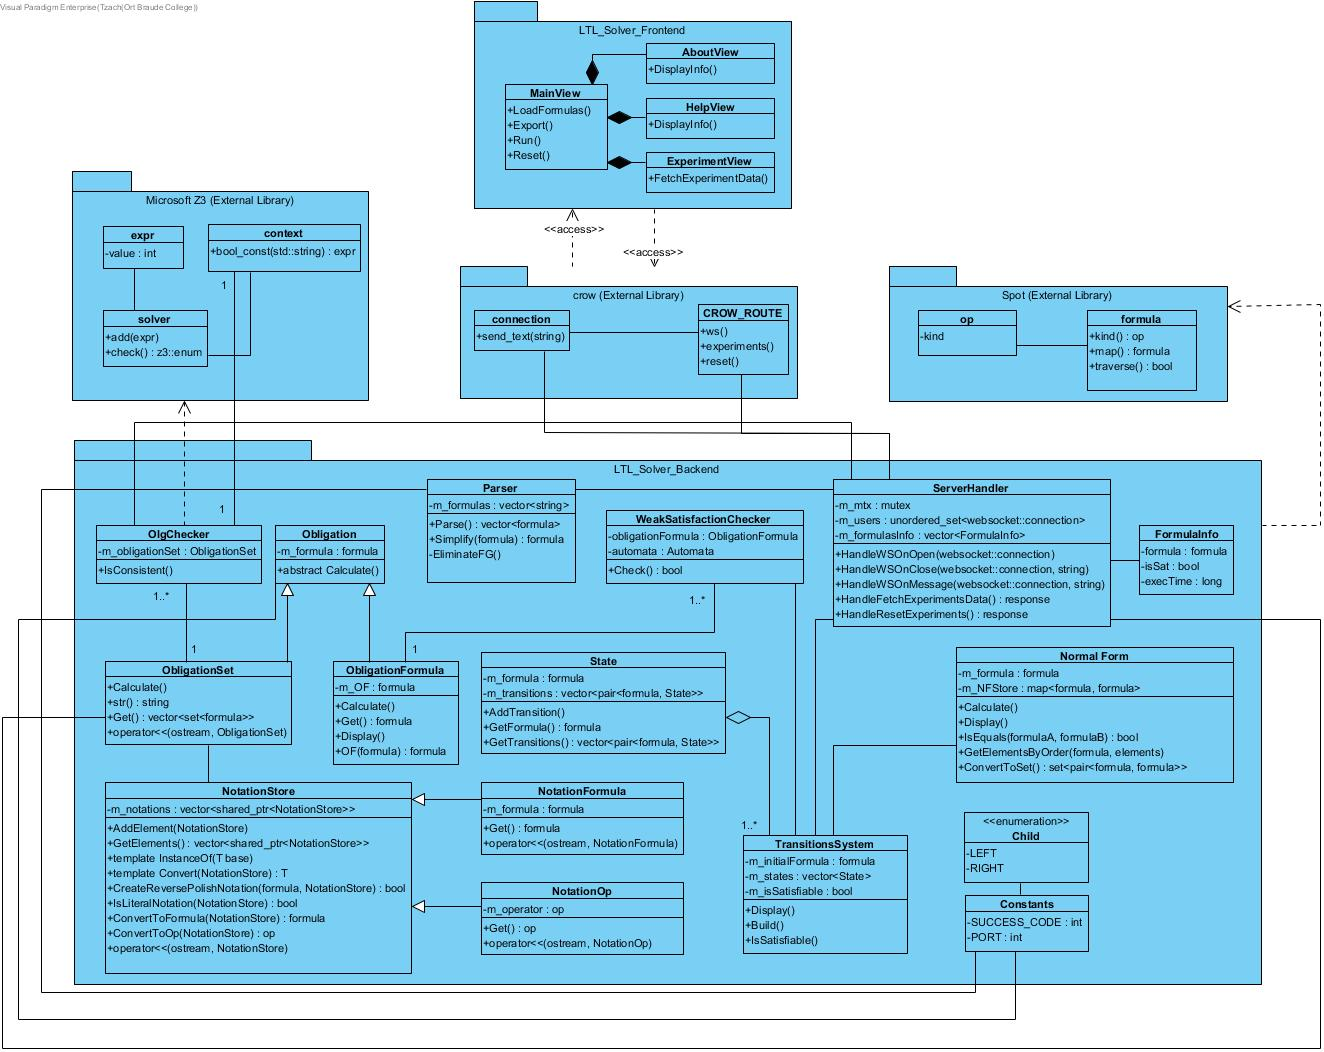 Visual Paradigm Enterprise(Tzach(Ort Braude College))
LTL_Solver_Frontend
AboutView
+DisplayInfo()
MainView
+LoadFormulas()
+Export()
+Run()
+Reset()
HelpView
+DisplayInfo()
ExperimentView
+FetchExperimentData()
<<access>>
<<access>>
Microsoft Z3 (External Library)
expr
-value : int
context
+bool_const(std::string) : expr
1
solver
+add(expr)
+check() : z3::enum
crow (External Library)
connection
+send_text(string)
CROW_ROUTE
+ws()
+experiments()
+reset()
Spot (External Library)
op
-kind
formula
+kind() : op
+map() : formula
+traverse() : bool
LTL_Solver_Backend
1
OlgChecker
-m_obligationSet : ObligationSet
+IsConsistent()
1..*
Obligation
-m_formula : formula
+abstract Calculate()
Parser
-m_formulas : vector<string>
+Parse() : vector<formula>
+Simplify(formula) : formula
-EliminateFG()
WeakSatisfactionChecker
-obligationFormula : ObligationFormula
-automata : Automata
+Check() : bool
1..*
ServerHandler
-m_mtx : mutex
-m_users : unordered_set<websocket::connection>
-m_formulasInfo : vector<FormulaInfo>
+HandleWSOnOpen(websocket::connection)
+HandleWSOnClose(websocket::connection, string)
+HandleWSOnMessage(websocket::connection, string)
+HandleFetchExperimentsData() : response
+HandleResetExperiments() : response
FormulaInfo
-formula : formula
-isSat : bool
-execTime : long
1
ObligationSet
+Calculate()
+str() : string
+Get() : vector<set<formula>>
+operator<<(ostream, ObligationSet)
1
ObligationFormula
-m_OF : formula
+Calculate()
+Get() : formula
+Display()
+OF(formula) : formula
State
-m_formula : formula
-m_transitions : vector<pair<formula, State>>
+AddTransition()
+GetFormula() : formula
+GetTransitions() : vector<pair<formula, State>>
Normal Form
-m_formula : formula
-m_NFStore : map<formula, formula>
+Calculate()
+Display()
+IsEquals(formulaA, formulaB) : bool
+GetElementsByOrder(formula, elements)
+ConvertToSet() : set<pair<formula, formula>>
NotationStore
-m_notations : vector<shared_ptr<NotationStore>>
+AddElement(NotationStore)
+GetElements() : vector<shared_ptr<NotationStore>>
+template InstanceOf(T base)
+template Convert(NotationStore) : T
+CreateReversePolishNotation(formula, NotationStore) : bool
+IsLiteralNotation(NotationStore) : bool
+ConvertToFormula(NotationStore) : formula
+ConvertToOp(NotationStore) : op
+operator<<(ostream, NotationStore)
NotationFormula
-m_formula : formula
+Get() : formula
+operator<<(ostream, NotationFormula)
NotationOp
-m_operator : op
+Get() : op
+operator<<(ostream, NotationOp)
1..*
TransitionsSystem
-m_initialFormula : formula
-m_states : vector<State>
-m_isSatisfiable : bool
+Display()
+Build()
+IsSatisfiable()
<<enumeration>>
Child
-LEFT
-RIGHT
Constants
-SUCCESS_CODE : int
-PORT : int